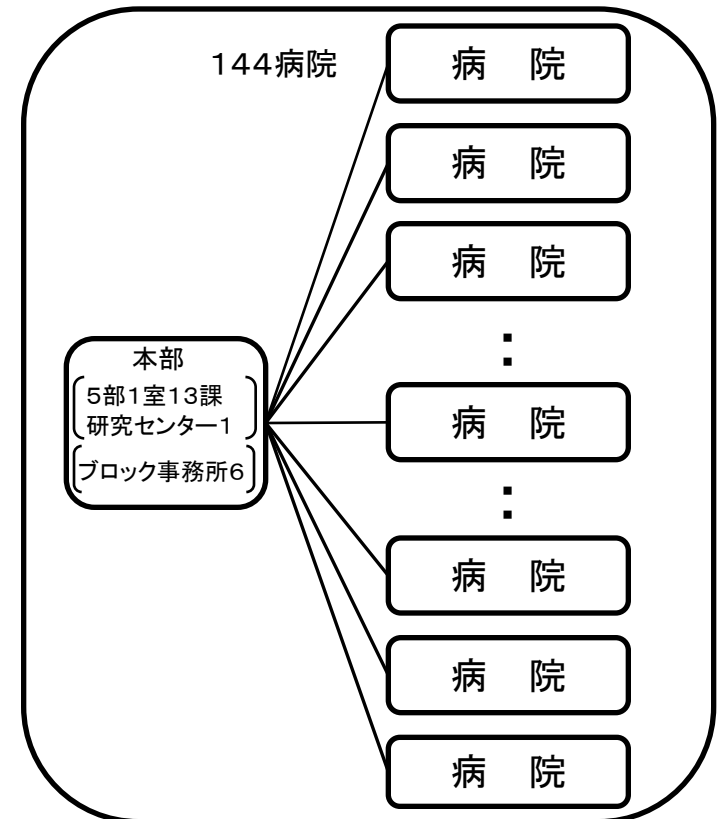 144病院
病 院
病 院
病 院
:
本部
5部1室13課
研究センター1
ブロック事務所6
病 院
:
病 院
病 院
病 院